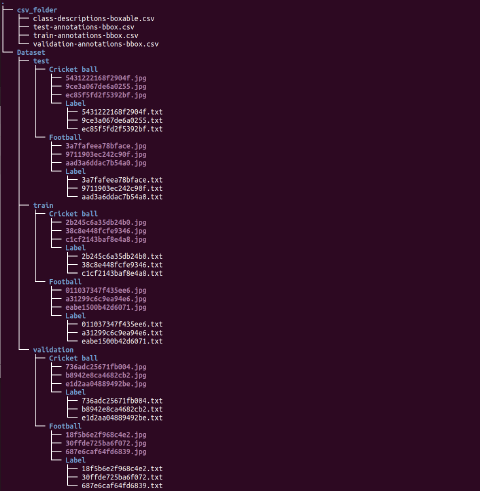 .
csv_folder
class-descriptions-boxable.csv
test-annotations-bbox.csv
train-annotations-bbox.csv
validation-annotations-bbox.csv
Dataset
test
Cricket ball
5431222168f2904f.jpg
9ce3a067de6a0255.jpg
ec85f5fd2f5392bf.jpg
Label
5431222168f2904f.txt
9ce3a067de6a0255.txt
ec85f5fd2f5392bf.txt
Football
3a7fafeea78bface.jpg
9711903ec242c90f.jpg
aad3a6ddac7b54a0.jpg
Label
3a7fafeea78bface.txt
9711903ec242c90f.txt
aad3a6ddac7b54a0.txt
train
Cricket ball
2b245c6a35db24b0.jpg
38c8e448fcfe9346.jpg
c1cf2143baf8e4a8.jpg
Label
2b245c6a35db24b0.txt
38c8e448fcfe9346.txt
c1cf2143baf8e4a8.txt
Football
011037347f435ee6.jpg
a31299c6c9ea94e6.jpg
eabe1500b42d6071.jpg
Label
011037347f435ee6.txt
a31299c6c9ea94e6.txt
eabe1500b42d6071.txt
validation
Cricket ball
736adc25671fb004.jpg
b8942e8ca4682cb2.jpg
e1d2aa04889492be.jpg
Label
736adc25671fb004.txt
b8942e8ca4682cb2.txt
e1d2aa04889492be.txt
Football
18f5b6e2f968c4e2.jpg
30ffde725ba6f072.jpg
687e6caf64fd6839.jpg
Label
18f5b6e2f968c4e2.txt
30ffde725ba6f072.txt
687e6caf64fd6839.txt